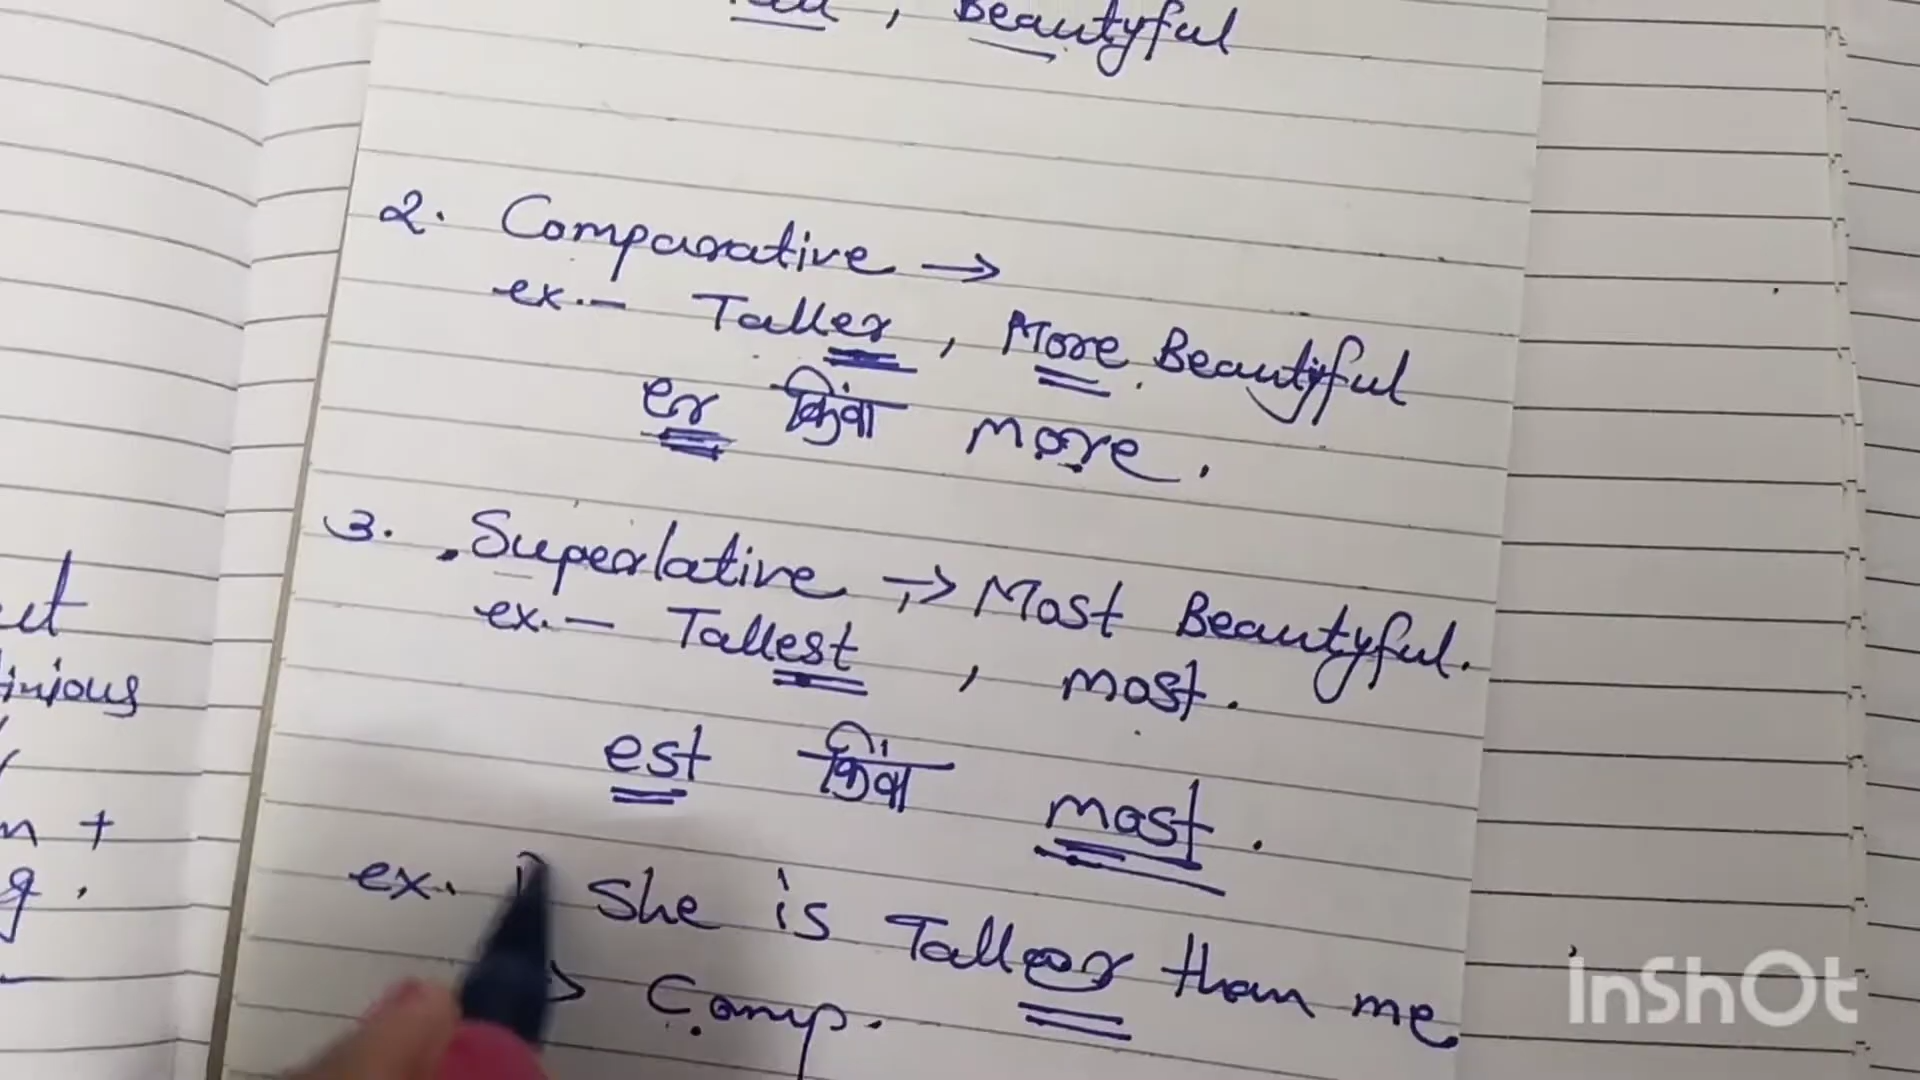 , Beautyful
2. Comparative →
ex.- Taller, More Beautyful
er किंवा more.
3. Superlative → Most Beautyful.
ex.- Tallest, most.
est किंवा most.
ex. She is Taller than me
> Comp.
ut
+
g.
InShOt